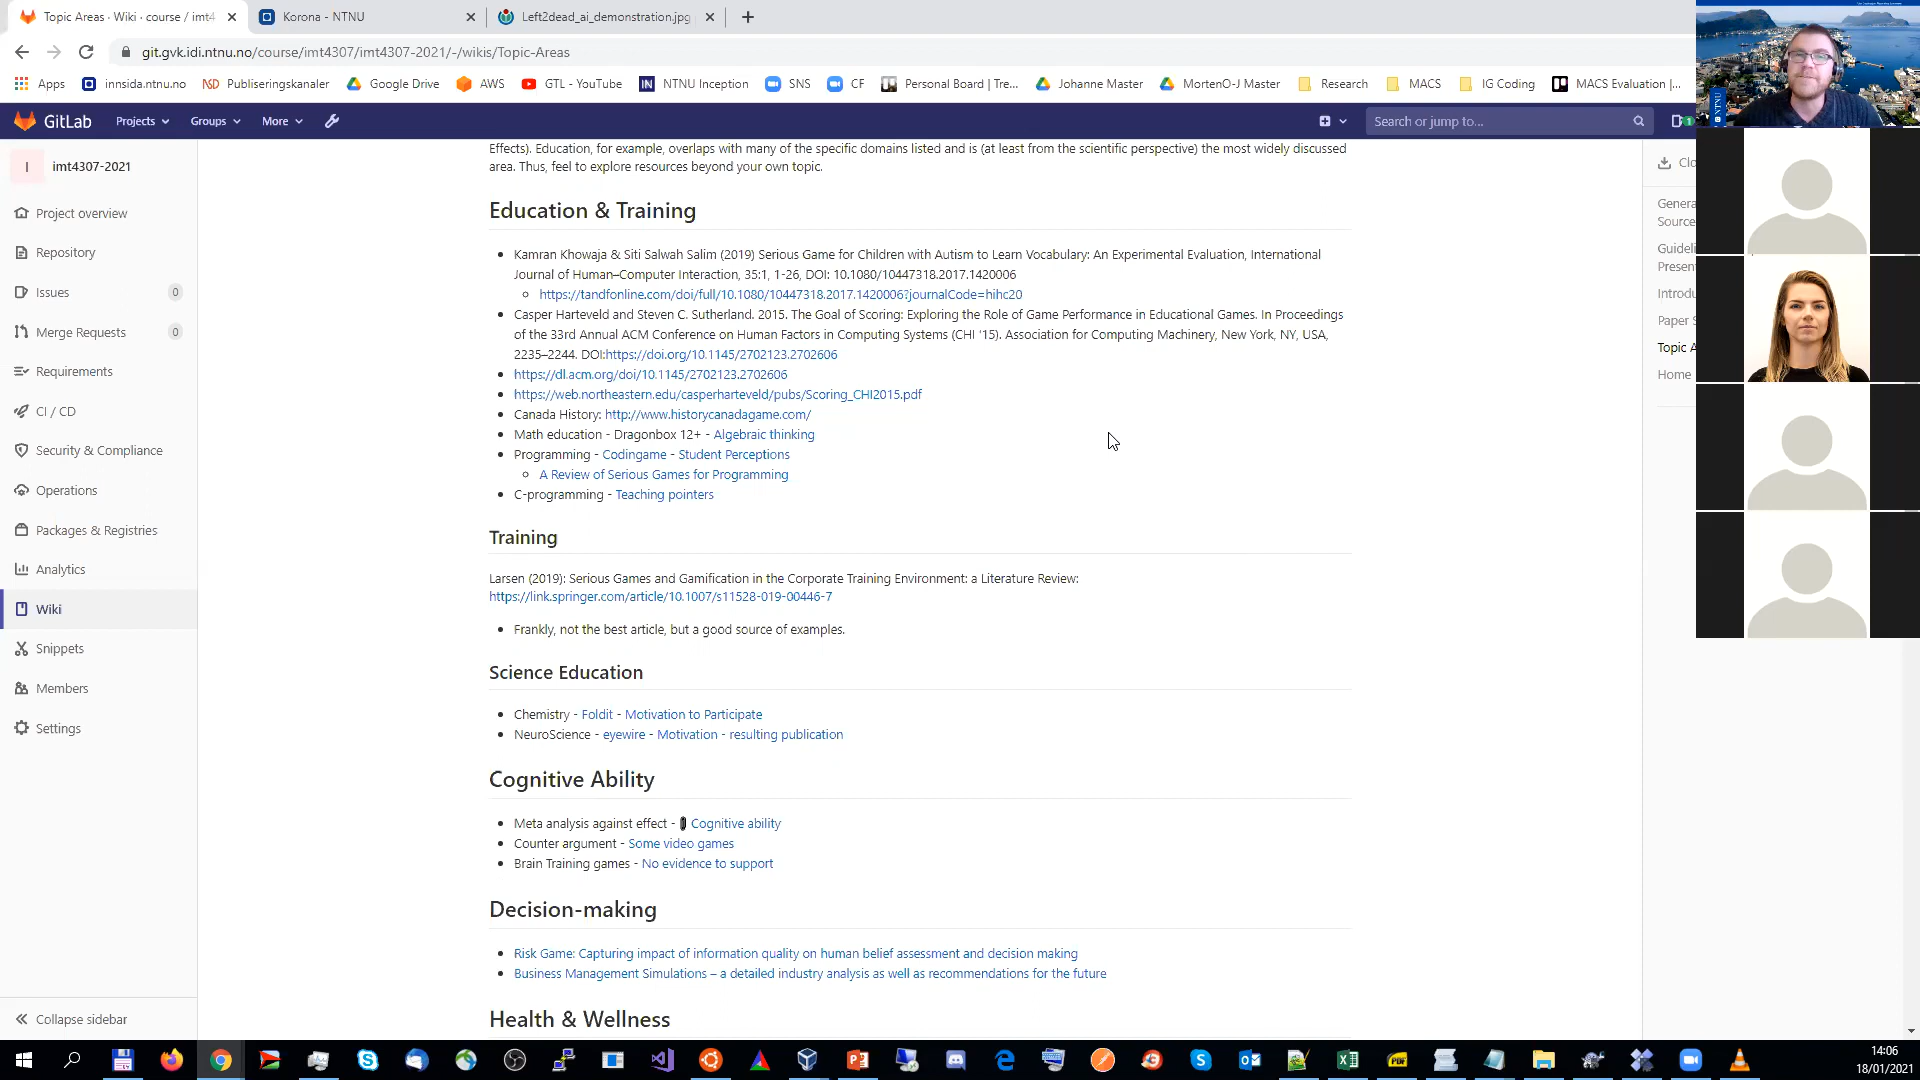 Topic Areas · Wiki · course / imt4
Korona - NTNU
Left2dead_ai_demonstration.jpg
git.gvk.idi.ntnu.no/course/imt4307/imt4307-2021/-/wikis/Topic-Areas
Apps
innsida.ntnu.no
Publiseringskanaler
Google Drive
AWS
GTL - YouTube
NTNU Inception
SNS
CF
Personal Board | Tre...
Johanne Master
MortenO-J Master
Research
MACS
IG Coding
MACS Evaluation |...
GitLab
Projects
Groups
More
Search or jump to...
1
I
imt4307-2021
Project overview
Repository
Issues 0
Merge Requests 0
Requirements
CI / CD
Security & Compliance
Operations
Packages & Registries
Analytics
Wiki
Snippets
Members
Settings
Collapse sidebar
Effects). Education, for example, overlaps with many of the specific domains listed and is (at least from the scientific perspective) the most widely discussed
area. Thus, feel to explore resources beyond your own topic.
Education & Training
Kamran Khowaja & Siti Salwah Salim (2019) Serious Game for Children with Autism to Learn Vocabulary: An Experimental Evaluation, International
Journal of Human–Computer Interaction, 35:1, 1-26, DOI: 10.1080/10447318.2017.1420006
https://tandfonline.com/doi/full/10.1080/10447318.2017.1420006?journalCode=hihc20
Casper Harteveld and Steven C. Sutherland. 2015. The Goal of Scoring: Exploring the Role of Game Performance in Educational Games. In Proceedings
of the 33rd Annual ACM Conference on Human Factors in Computing Systems (CHI '15). Association for Computing Machinery, New York, NY, USA,
2235–2244. DOI:https://doi.org/10.1145/2702123.2702606
https://dl.acm.org/doi/10.1145/2702123.2702606
https://web.northeastern.edu/casperharteveld/pubs/Scoring_CHI2015.pdf
Canada History: http://www.historycanadagame.com/
Math education - Dragonbox 12+ - Algebraic thinking
Programming - Codingame - Student Perceptions
A Review of Serious Games for Programming
C-programming - Teaching pointers
Training
Larsen (2019): Serious Games and Gamification in the Corporate Training Environment: a Literature Review:
https://link.springer.com/article/10.1007/s11528-019-00446-7
Frankly, not the best article, but a good source of examples.
Science Education
Chemistry - Foldit - Motivation to Participate
NeuroScience - eyewire - Motivation - resulting publication
Cognitive Ability
Meta analysis against effect - Cognitive ability
Counter argument - Some video games
Brain Training games - No evidence to support
Decision-making
Risk Game: Capturing impact of information quality on human belief assessment and decision making
Business Management Simulations – a detailed industry analysis as well as recommendations for the future
Health & Wellness
Clo
Genera
Source
Guideli
Presen
Introdu
Paper S
Topic A
Home
NTNU
14:06
18/01/2021